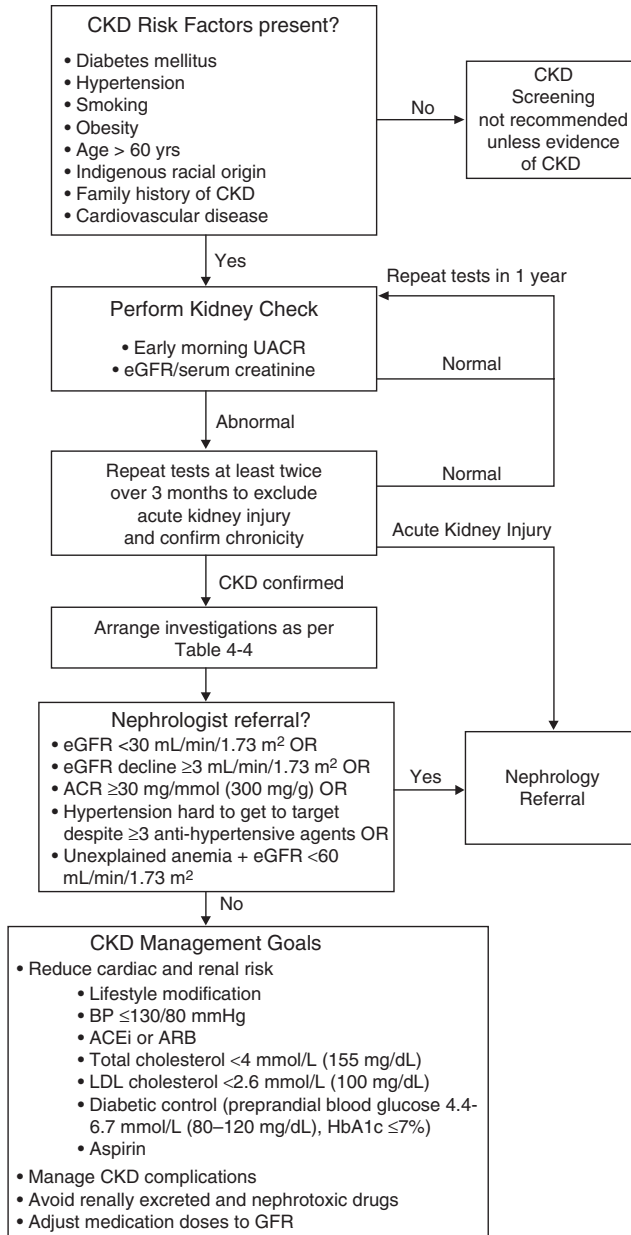 CKD Risk Factors present?
• Diabetes mellitus
• Hypertension
• Smoking
• Obesity
• Age > 60 yrs
• Indigenous racial origin
• Family history of CKD
• Cardiovascular disease
No
CKD
Screening
not recommended
unless evidence
of CKD
Yes
Repeat tests in 1 year
Perform Kidney Check
• Early morning UACR
• eGFR/serum creatinine
Normal
Abnormal
Repeat tests at least twice
over 3 months to exclude
acute kidney injury
and confirm chronicity
Normal
Acute Kidney Injury
CKD confirmed
Arrange investigations as per
Table 4-4
Nephrologist referral?
• eGFR <30 mL/min/1.73 m² OR
• eGFR decline ≥3 mL/min/1.73 m² OR
• ACR ≥30 mg/mmol (300 mg/g) OR
• Hypertension hard to get to target
despite ≥3 anti-hypertensive agents OR
• Unexplained anemia + eGFR <60
mL/min/1.73 m²
Yes
Nephrology
Referral
No
CKD Management Goals
• Reduce cardiac and renal risk
• Lifestyle modification
• BP ≤130/80 mmHg
• ACEi or ARB
• Total cholesterol <4 mmol/L (155 mg/dL)
• LDL cholesterol <2.6 mmol/L (100 mg/dL)
• Diabetic control (preprandial blood glucose 4.4-
6.7 mmol/L (80–120 mg/dL), HbA1c ≤7%)
• Aspirin
• Manage CKD complications
• Avoid renally excreted and nephrotoxic drugs
• Adjust medication doses to GFR